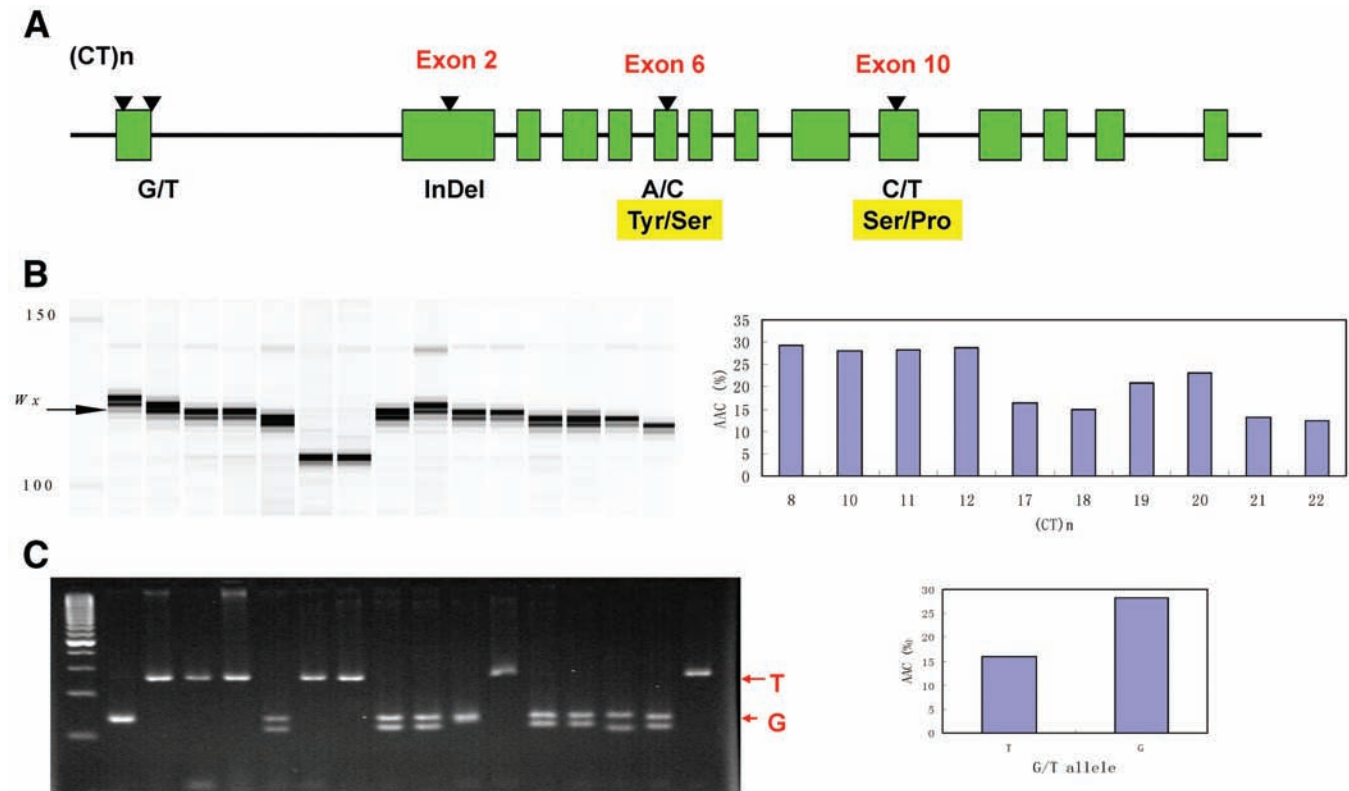 A
(CT)n
Exon 2
Exon 6
Exon 10
G/T
InDel
A/C
C/T
Tyr/Ser
Ser/Pro
B
150
Wx
100
35
30
25
20
15
10
5
0
AAC (%)
8 10 11 12 17 18 19 20 21 22
(CT)n
C
T
G
30
25
20
15
10
5
0
AAC (%)
T G
G/T allele